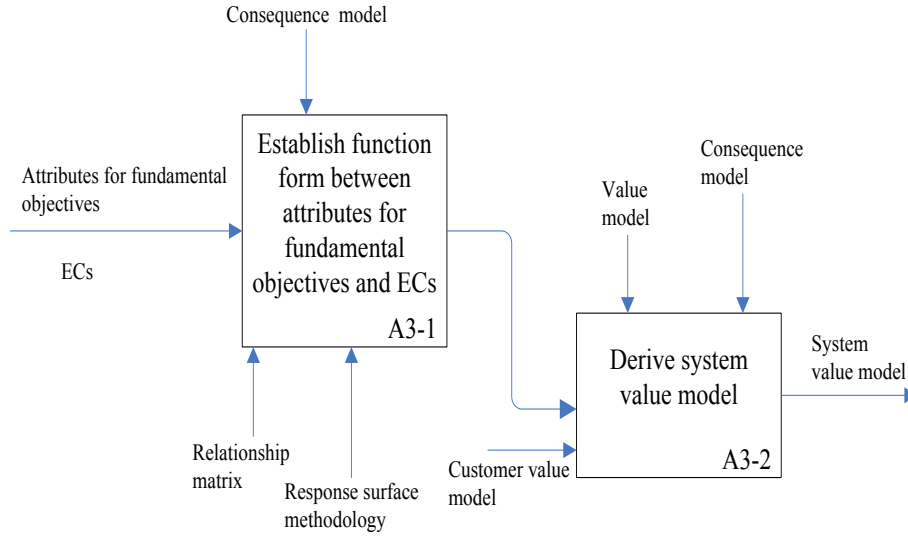 Consequence model
Establish function
form between
attributes for
fundamental
objectives and ECs
A3-1
Attributes for fundamental
objectives
ECs
Relationship
matrix
Response surface
methodology
Value
model
Consequence
model
Derive system
value model
A3-2
Customer value
model
System
value model